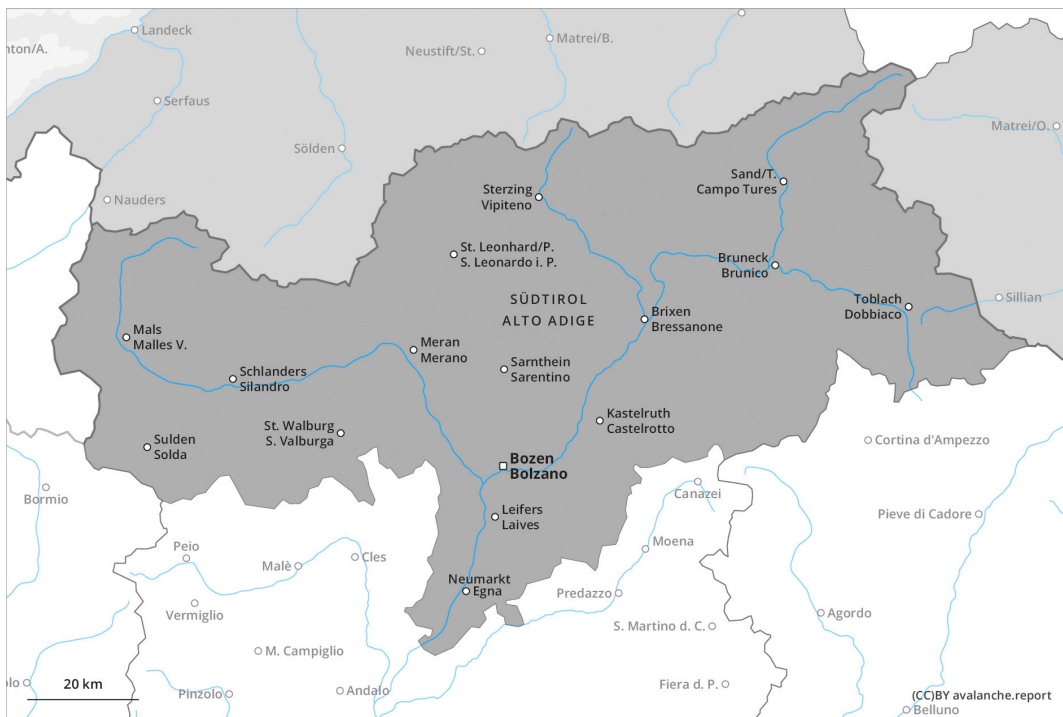 Landeck
nton/A.
Neustift/St.
Matrei/B.
Serfaus
Sölden
Matrei/O.
Nauders
Sterzing
Vipiteno
Sand/T.
Campo Tures
St. Leonhard/P.
S. Leonardo i. P.
Bruneck
Brunico
SÜDTIROL
ALTO ADIGE
Brixen
Bressanone
Toblach
Dobbiaco
Sillian
Mals
Malles V.
Meran
Merano
Sarnthein
Sarentino
Schlanders
Silandro
St. Walburg
S. Valburga
Kastelruth
Castelrotto
Sulden
Solda
Bozen
Bolzano
Cortina d'Ampezzo
Bormio
Canazei
Leifers
Laives
Pieve di Cadore
Peio
Malè
Cles
Moena
Neumarkt
Egna
Predazzo
Vermiglio
Agordo
S. Martino d. C.
M. Campiglio
olo
20 km
Pinzolo
Andalo
Fiera d. P.
(CC)BY avalanche.report
Belluno